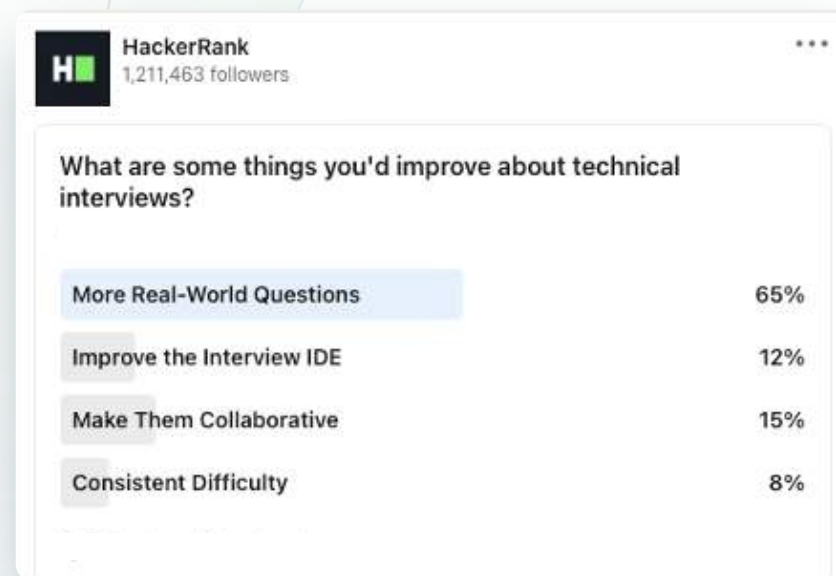 HackerRank
1,211,463 followers
What are some things you'd improve about technical
interviews?
More Real-World Questions 65%
Improve the Interview IDE 12%
Make Them Collaborative 15%
Consistent Difficulty 8%